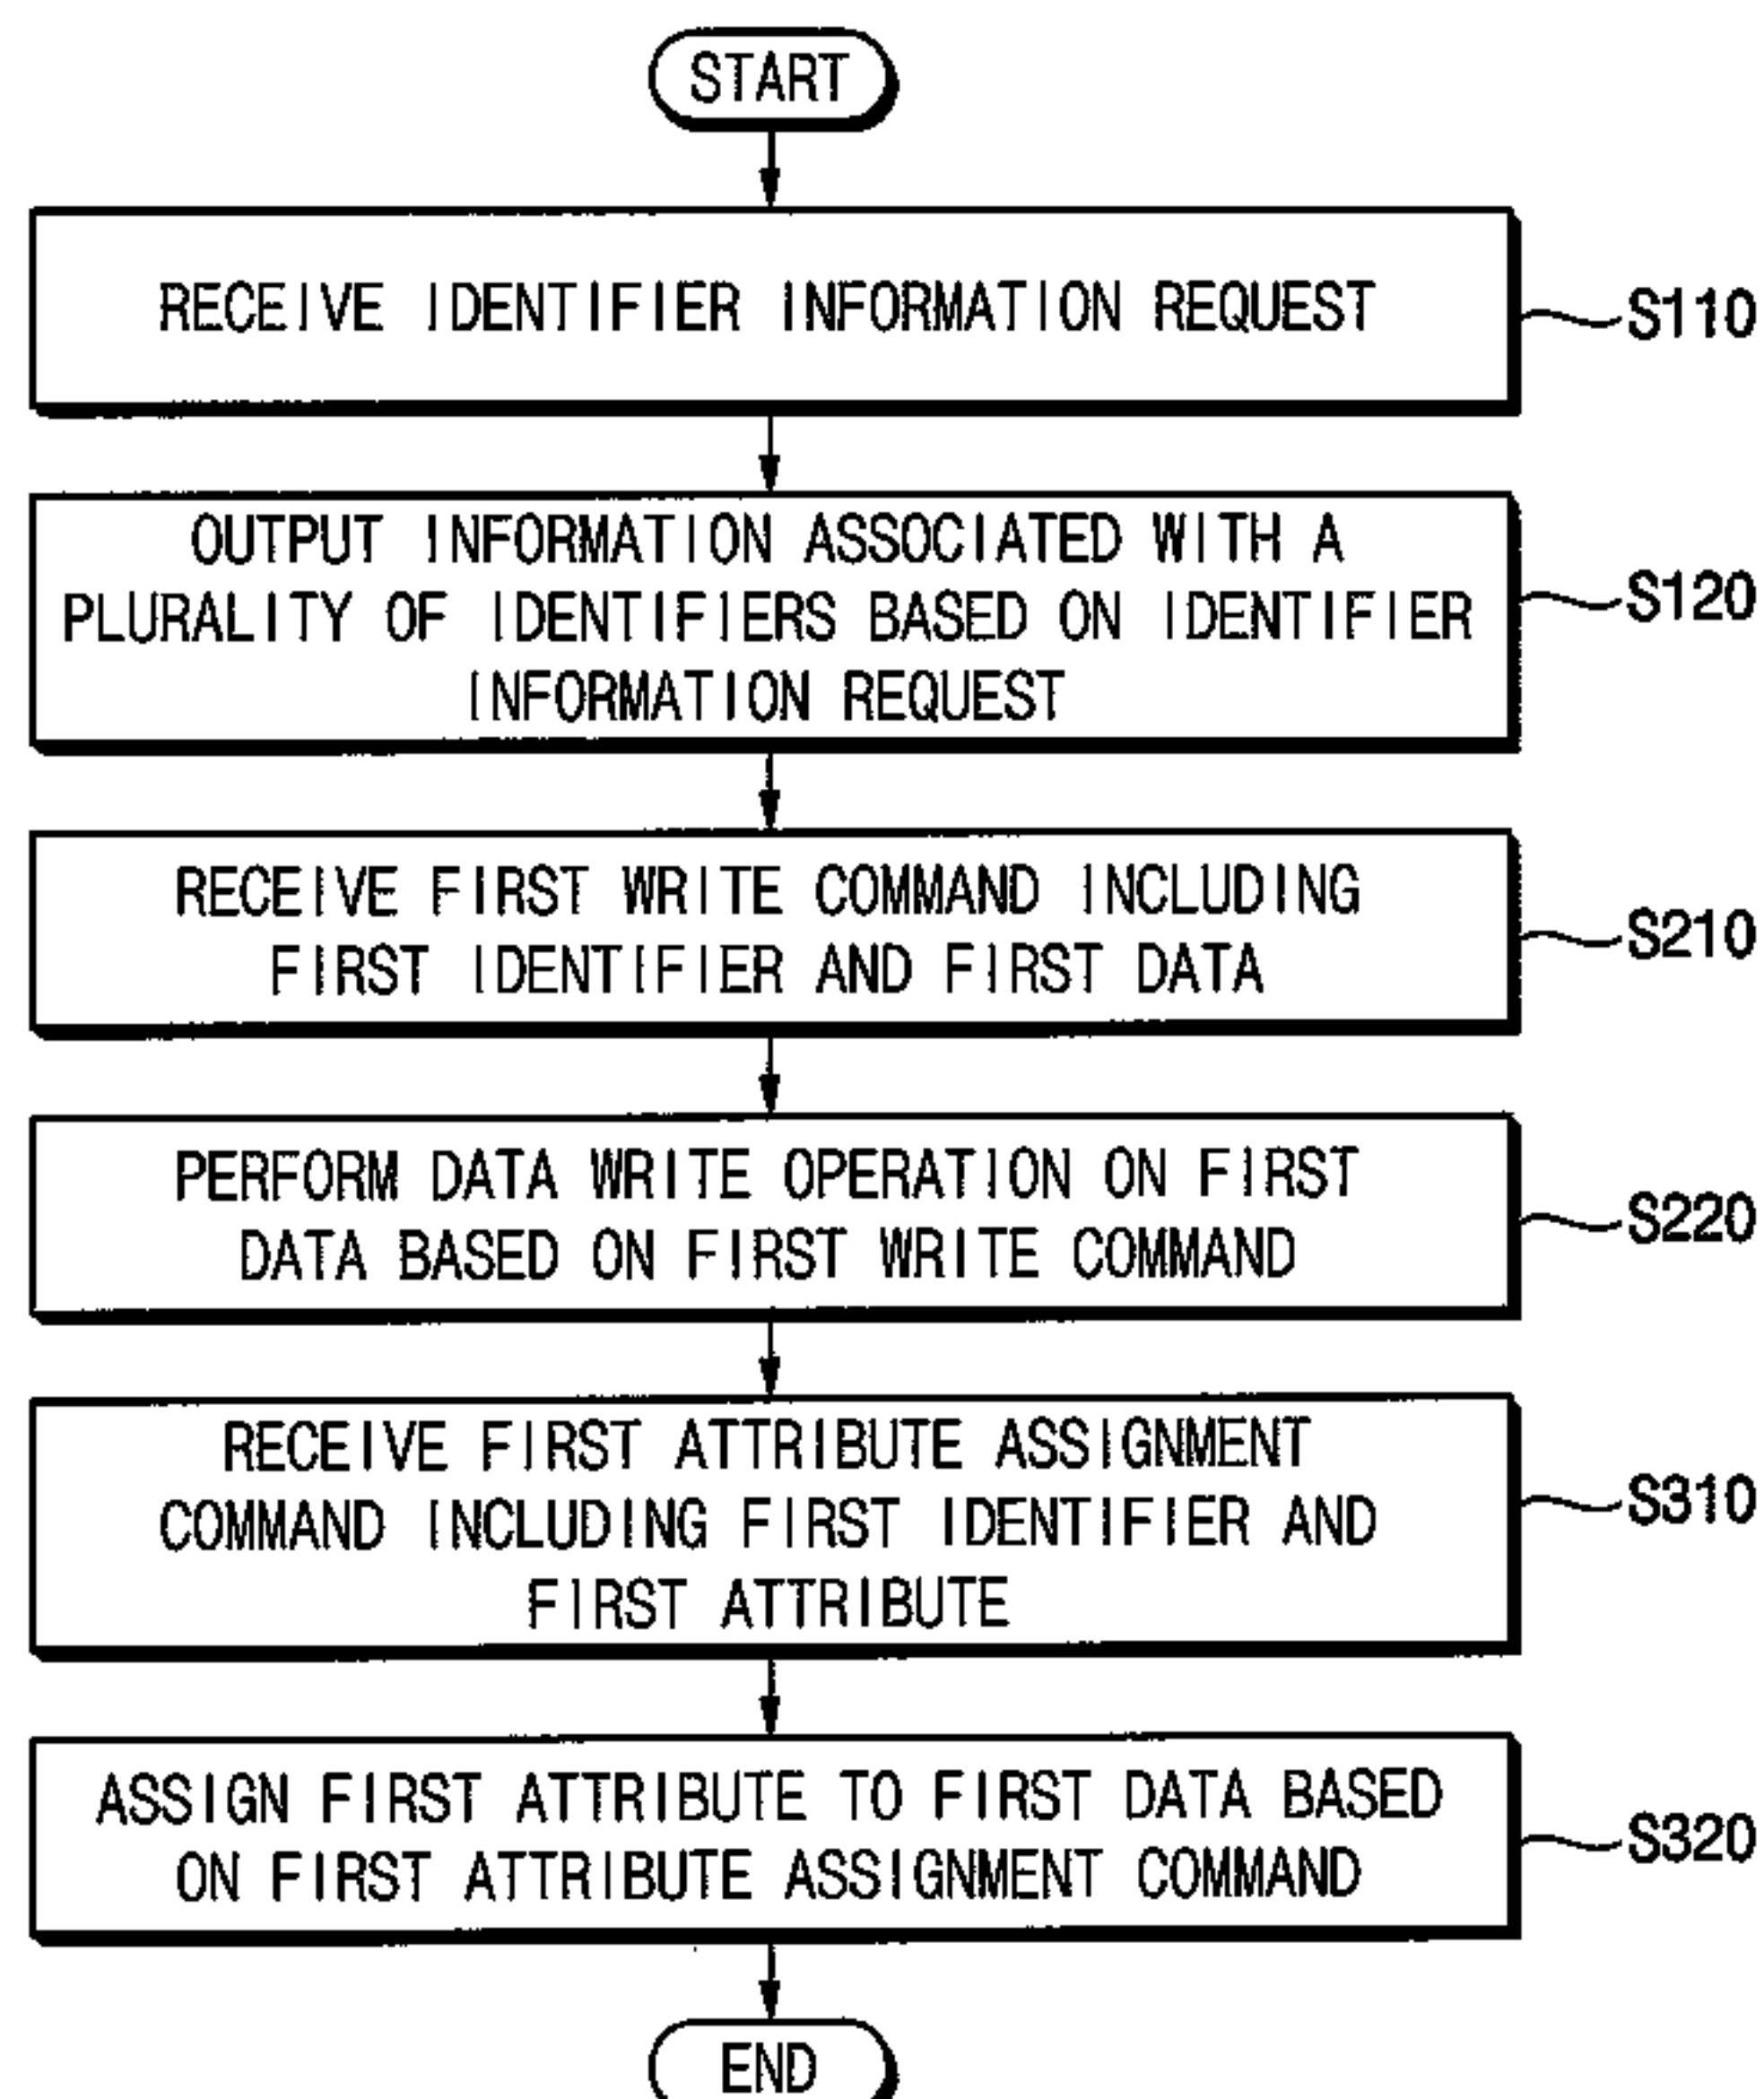 START
RECEIVE IDENTIFIER INFORMATION REQUEST
S110
OUTPUT INFORMATION ASSOCIATED WITH A
PLURALITY OF IDENTIFIERS BASED ON IDENTIFIER
INFORMATION REQUEST
S120
RECEIVE FIRST WRITE COMMAND INCLUDING
FIRST IDENTIFIER AND FIRST DATA
S210
PERFORM DATA WRITE OPERATION ON FIRST
DATA BASED ON FIRST WRITE COMMAND
S220
RECEIVE FIRST ATTRIBUTE ASSIGNMENT
COMMAND INCLUDING FIRST IDENTIFIER AND
FIRST ATTRIBUTE
S310
ASSIGN FIRST ATTRIBUTE TO FIRST DATA BASED
ON FIRST ATTRIBUTE ASSIGNMENT COMMAND
S320
END